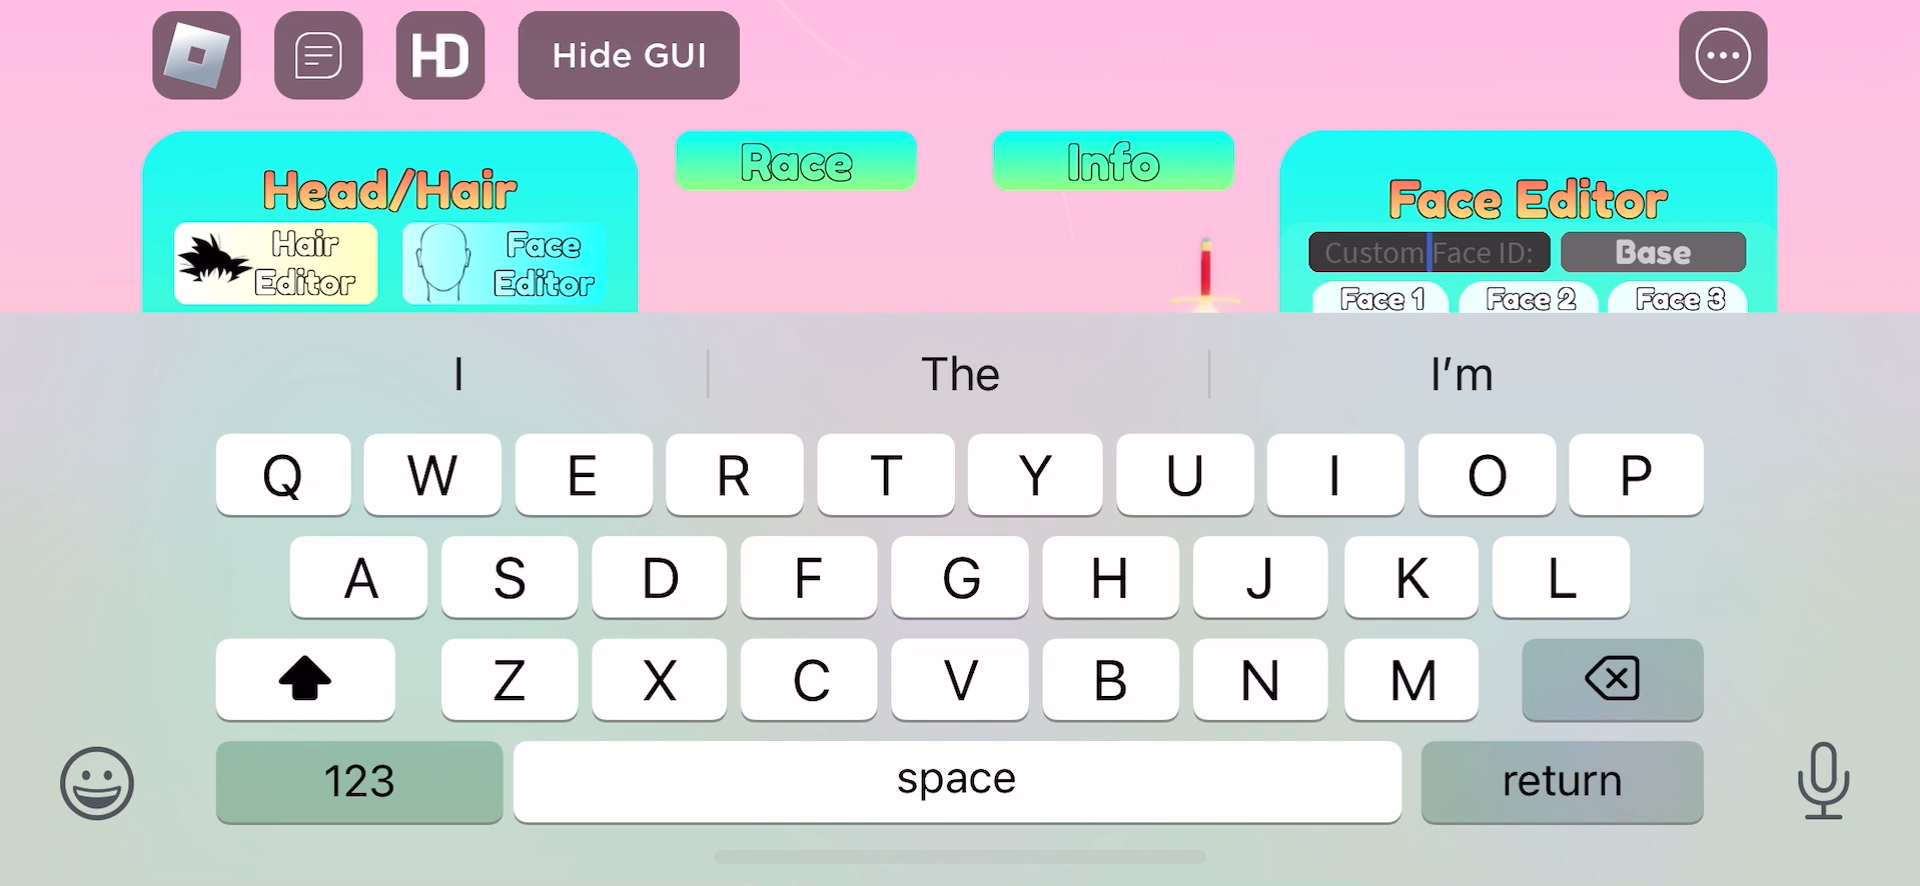 HD
Hide GUI
Head/Hair
Race
Info
Face Editor
Hair
Editor
Face
Editor
Custom Face ID:
Base
Face 1
Face 2
Face 3
I
The
I’m
Q W E R T Y U I O P
A S D F G H J K L
Z X C V B N M
123
space
return